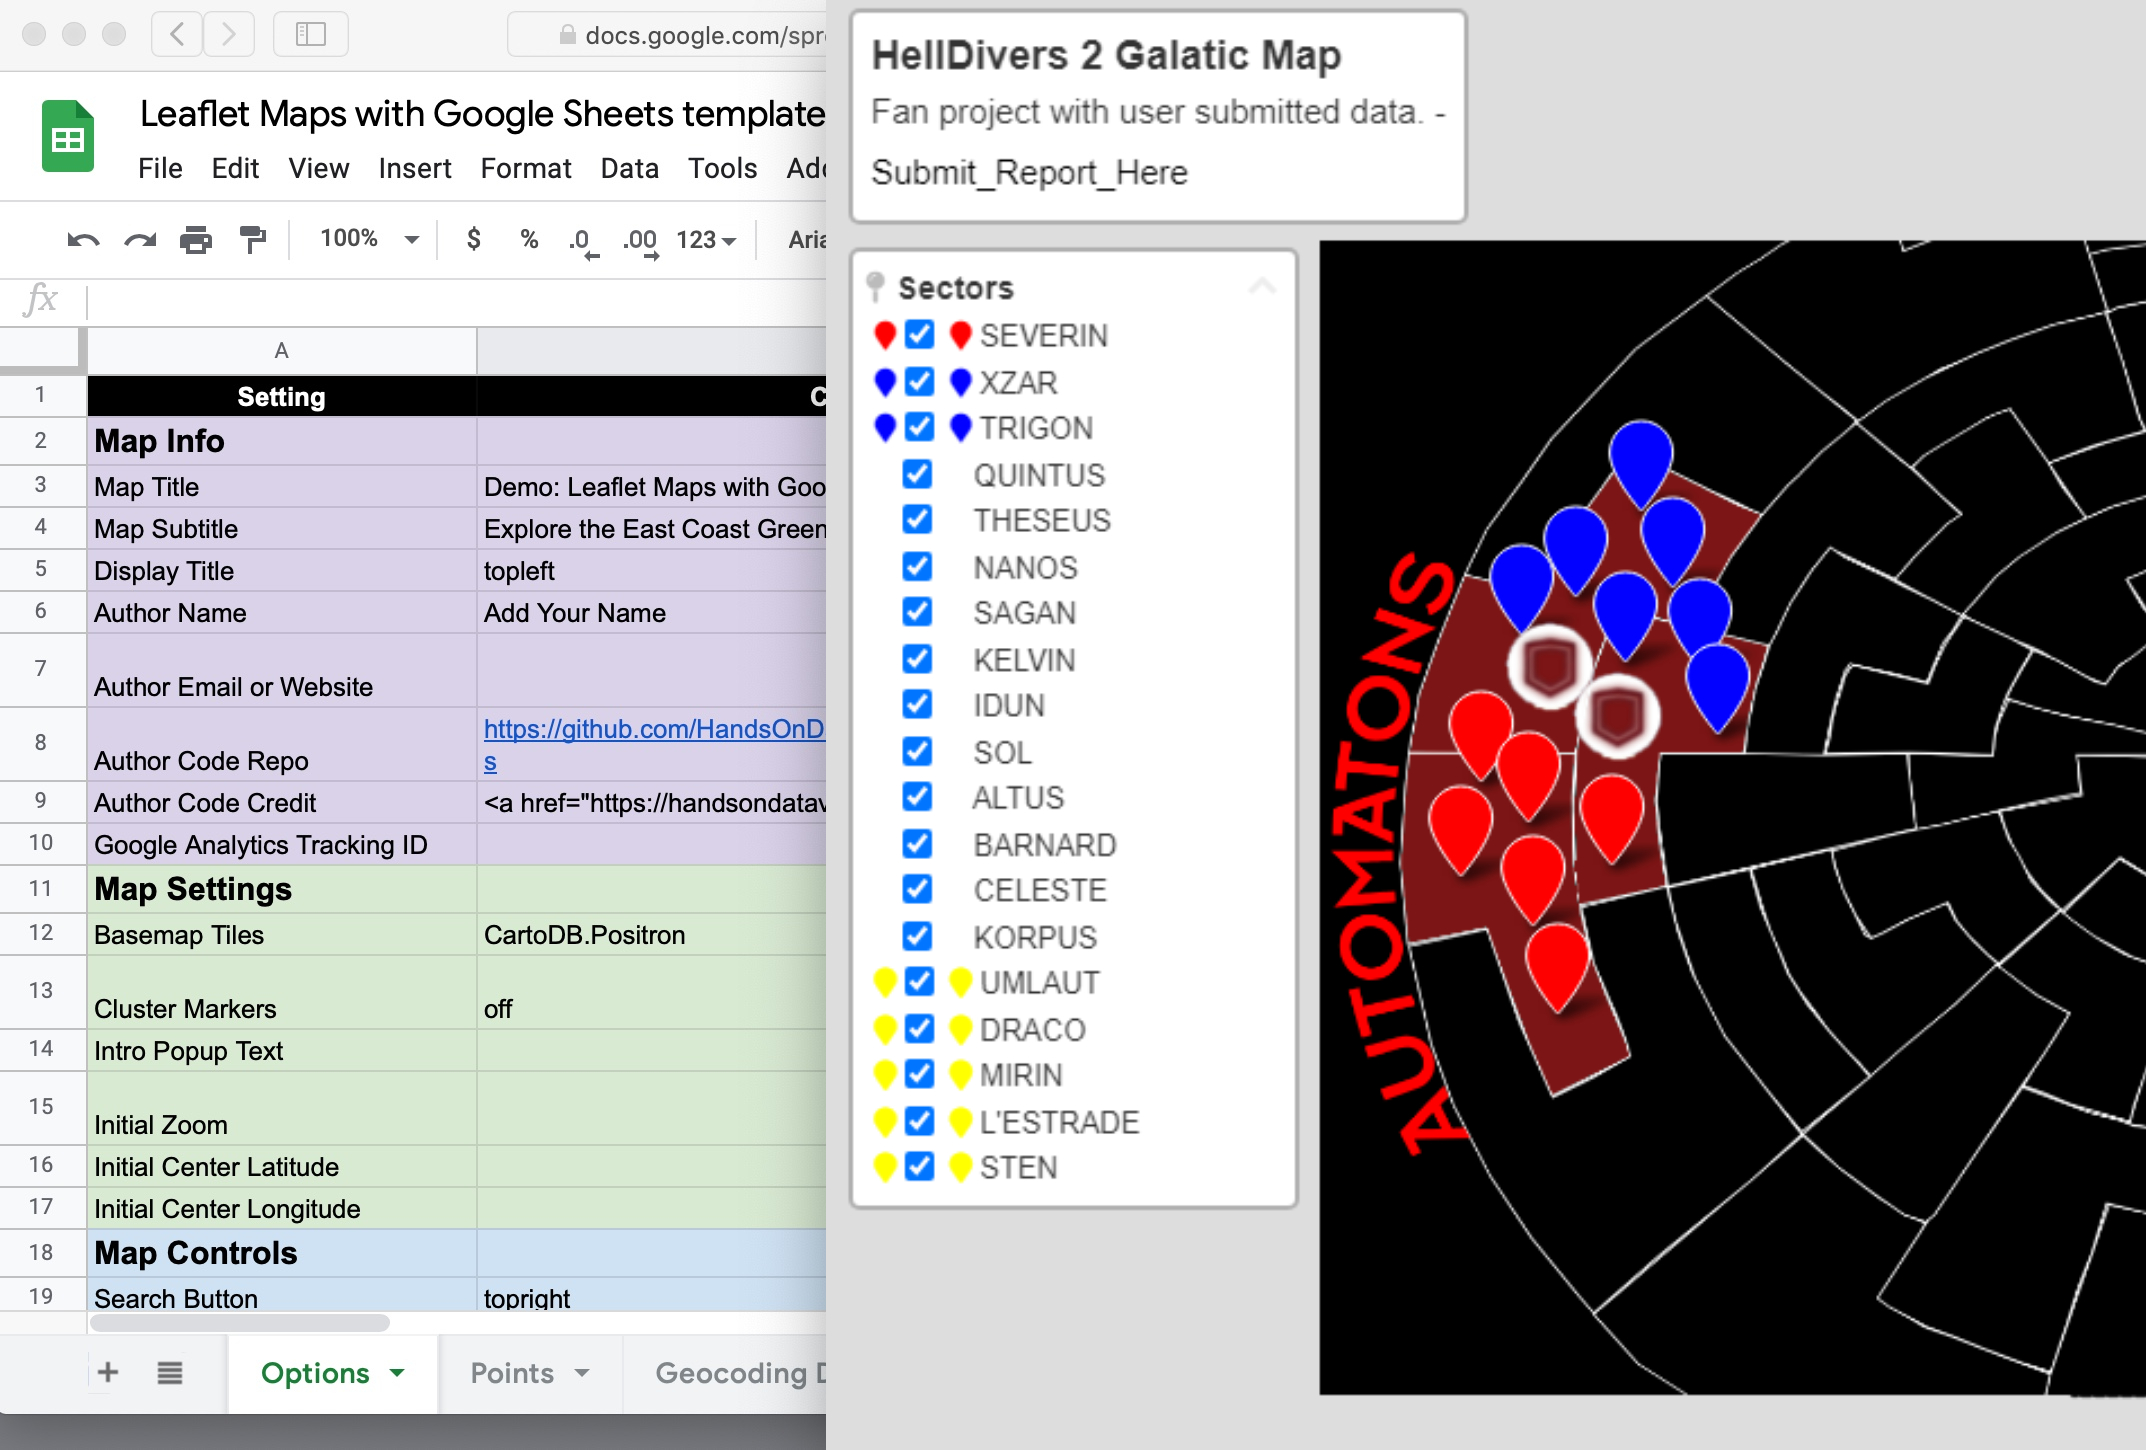 docs.google.com/spr
Leaflet Maps with Google Sheets template
File Edit View Insert Format Data Tools Ad
100% $ % .0 .00 123 Aria
fx
A
1 Setting C
2 Map Info
3 Map Title Demo: Leaflet Maps with Goo
4 Map Subtitle Explore the East Coast Green
5 Display Title topleft
6 Author Name Add Your Name
7 Author Email or Website
8 Author Code Repo https://github.com/HandsOnD
s
9 Author Code Credit <a href="https://handsondatav
10 Google Analytics Tracking ID
11 Map Settings
12 Basemap Tiles CartoDB.Positron
13 Cluster Markers off
14 Intro Popup Text
15 Initial Zoom
16 Initial Center Latitude
17 Initial Center Longitude
18 Map Controls
19 Search Button topright
Options Points Geocoding D
HellDivers 2 Galatic Map
Fan project with user submitted data. -
Submit_Report_Here
Sectors
SEVERIN
XZAR
TRIGON
QUINTUS
THESEUS
NANOS
SAGAN
KELVIN
IDUN
SOL
ALTUS
BARNARD
CELESTE
KORPUS
UMLAUT
DRACO
MIRIN
L'ESTRADE
STEN
AUTOMATONS